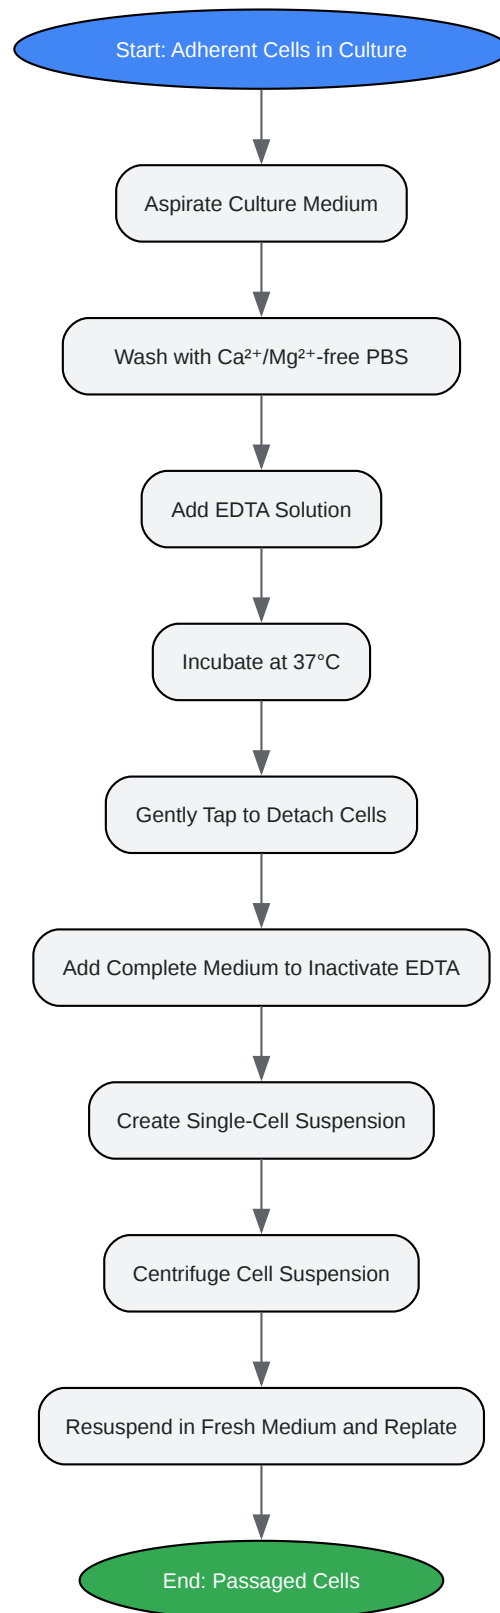 Start: Adherent Cells in Culture
Aspirate Culture Medium
Wash with Ca²⁺/Mg²⁺-free PBS
Add EDTA Solution
Incubate at 37°C
Gently Tap to Detach Cells
Add Complete Medium to Inactivate EDTA
Create Single-Cell Suspension
Centrifuge Cell Suspension
Resuspend in Fresh Medium and Replate
End: Passaged Cells